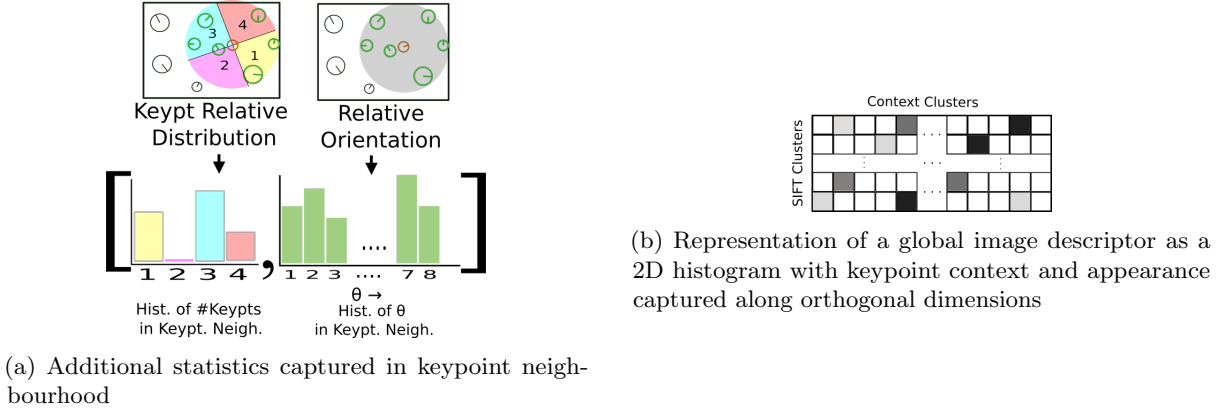 3
4
1
2
Keypt Relative
Distribution
Relative
Orientation
[ , ]
1 2 3 4
1 2 3 .... 7 8
....
θ →
Hist. of #Keypts
in Keypt. Neigh.
Hist. of θ
in Keypt. Neigh.
(a) Additional statistics captured in keypoint neigh-
bourhood
Context Clusters
SIFT Clusters
. . .
. . .
. . .
(b) Representation of a global image descriptor as a
2D histogram with keypoint context and appearance
captured along orthogonal dimensions